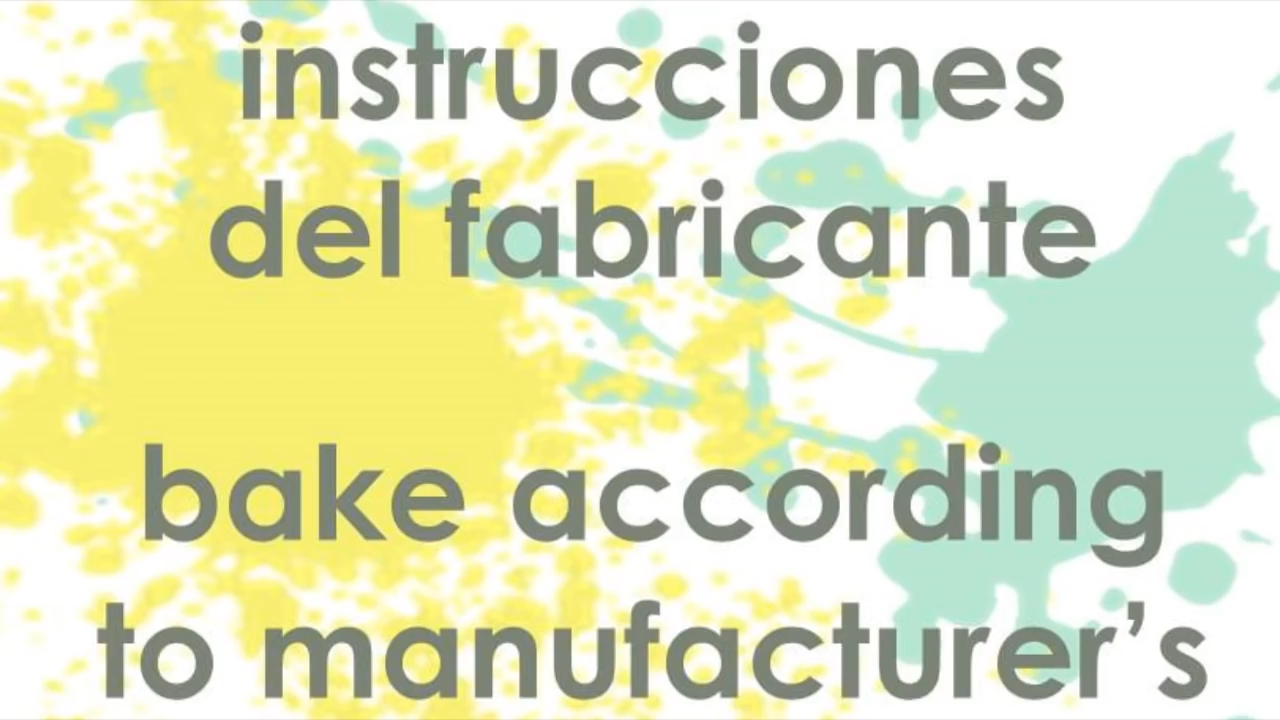 instrucciones
del fabricante
bake according
to manufacturer’s